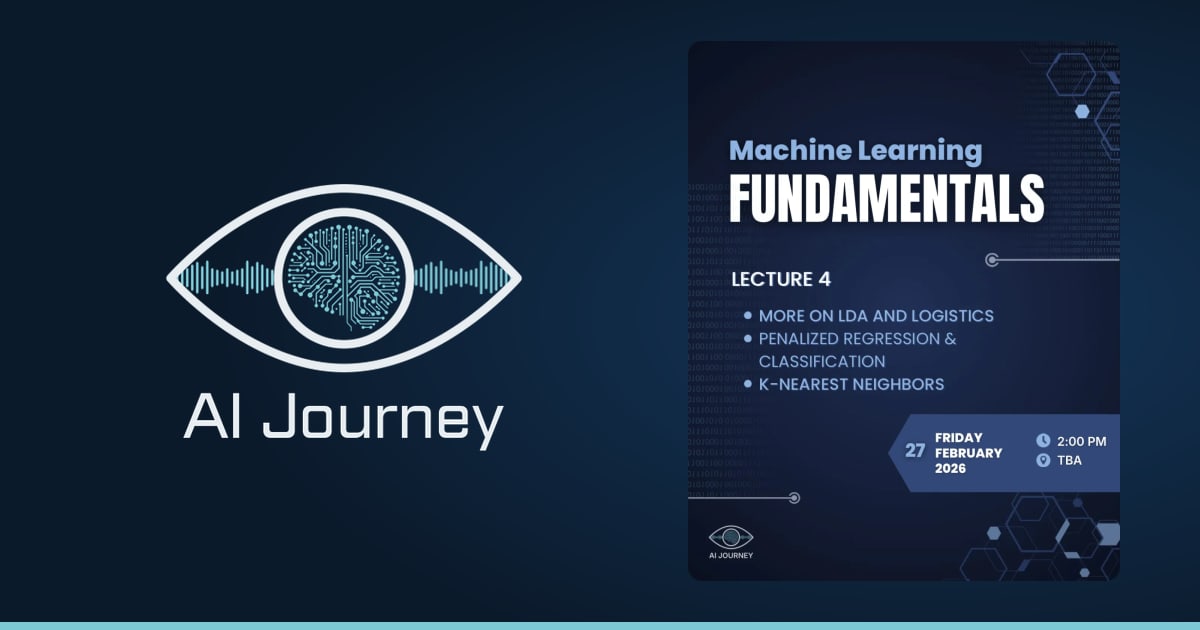 AI Journey
Machine Learning
FUNDAMENTALS
LECTURE 4
MORE ON LDA AND LOGISTICS
PENALIZED REGRESSION &
CLASSIFICATION
K-NEAREST NEIGHBORS
27
FRIDAY
FEBRUARY
2026
2:00 PM
TBA
AI JOURNEY